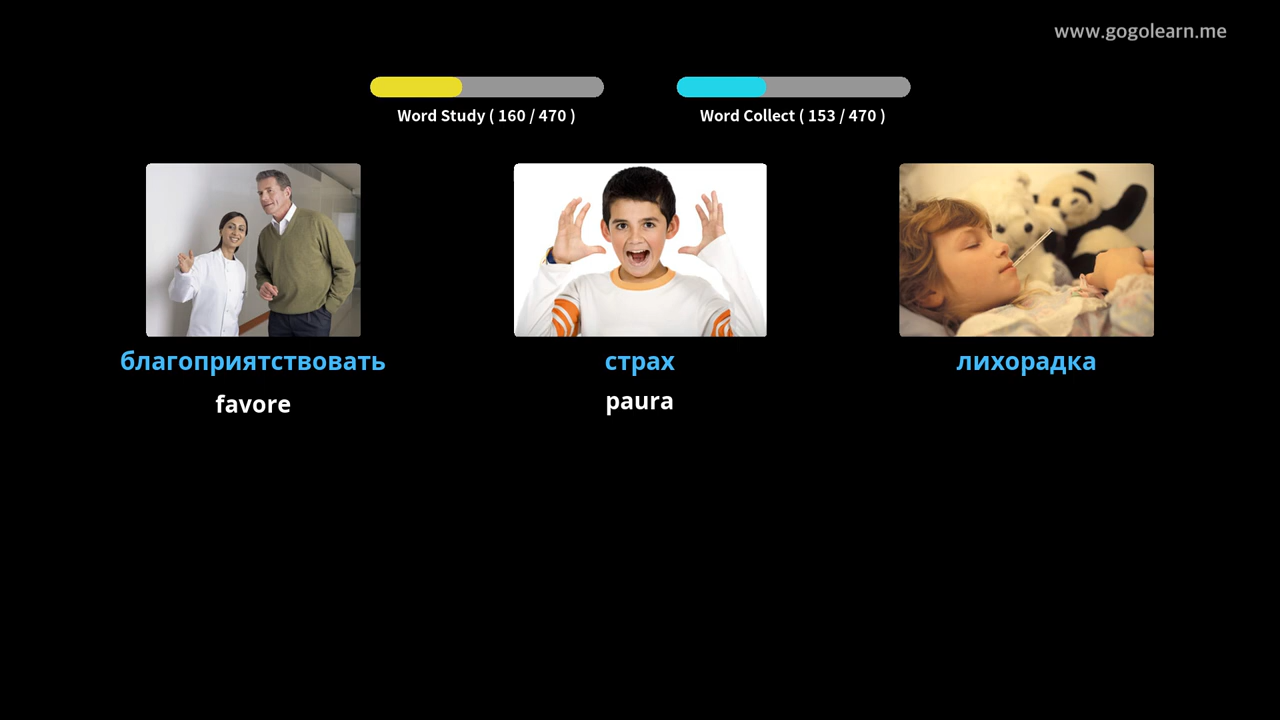 www.gogolearn.me
Word Study ( 160 / 470 )
Word Collect ( 153 / 470 )
благоприятствовать
страх
лихорадка
favore
paura